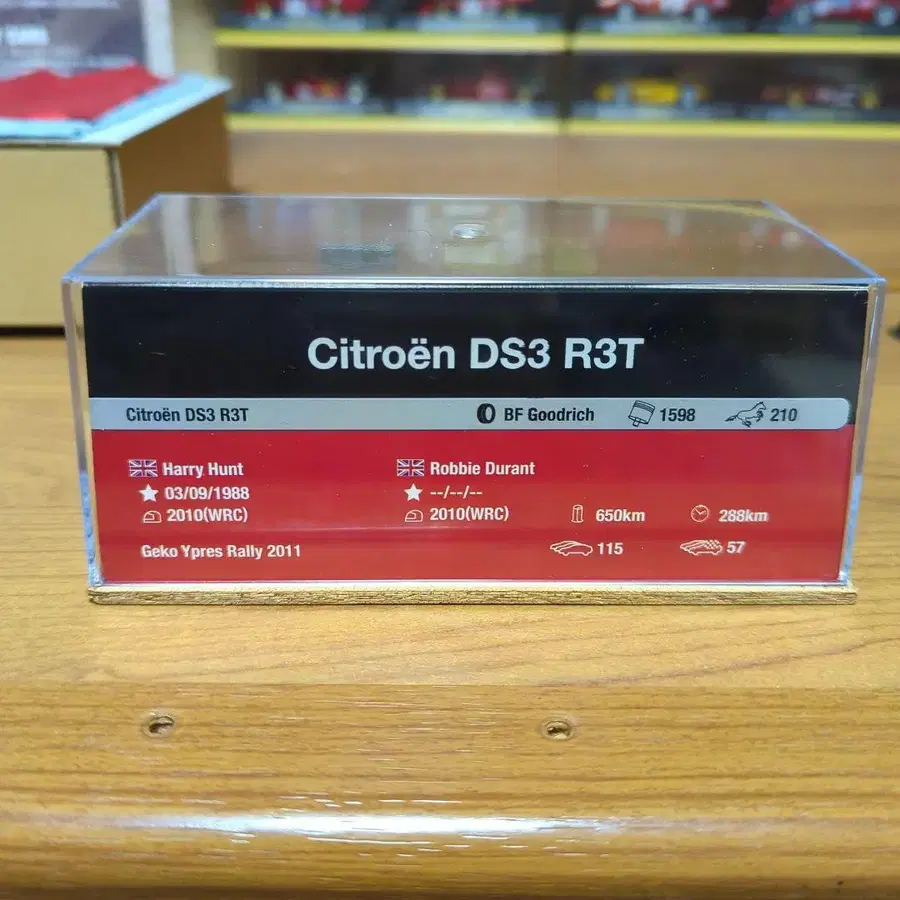 Citroën DS3 R3T
Citroën DS3 R3T BF Goodrich 1598 210
Harry Hunt Robbie Durant
03/09/1988 --/--/--
2010(WRC) 2010(WRC) 650km 288km
Geko Ypres Rally 2011 115 57